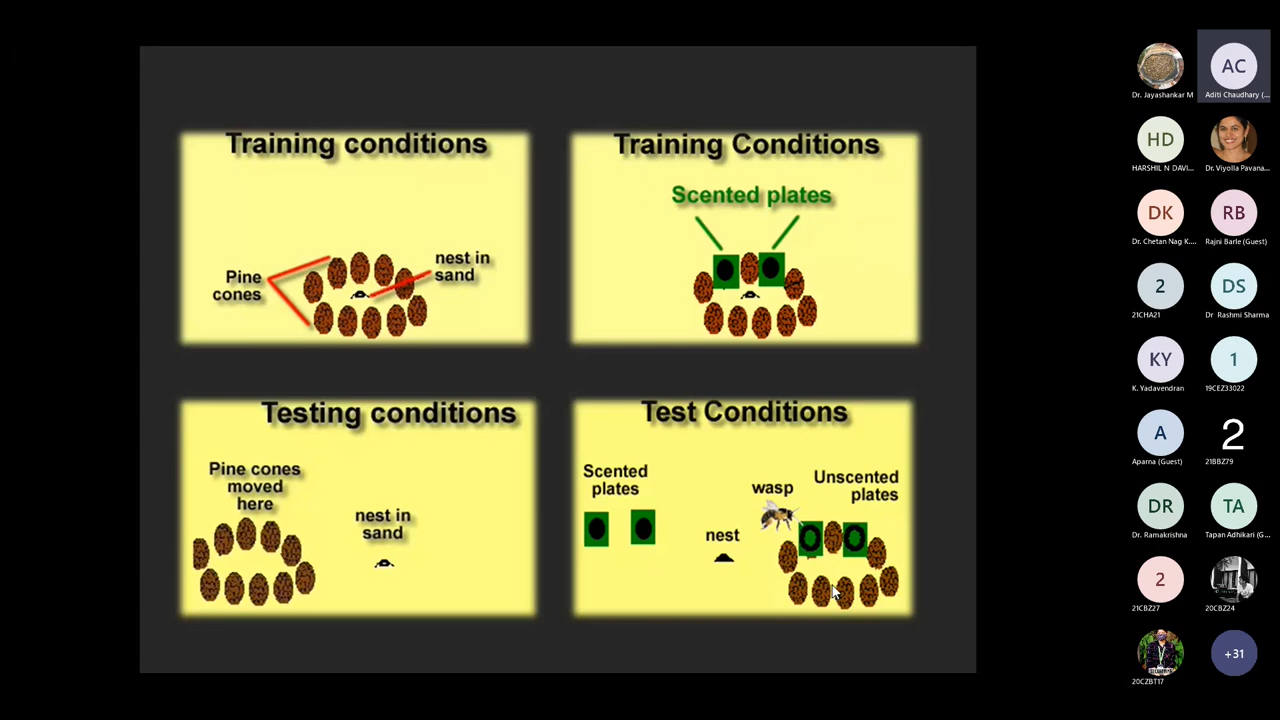 Training conditions
Pine
cones
nest in
sand
Training Conditions
Scented plates
Testing conditions
Pine cones
moved
here
nest in
sand
Test Conditions
Scented
plates
wasp
nest
Unscented
plates
Dr. Jayashankar M
AC
Aditi Chaudhary (...
HD
HARSHIL N DAVI...
Dr. Viyolla Pavana...
DK
Dr. Chetan Nag K....
RB
Rajni Barle (Guest)
2
21CHA21
DS
Dr Rashmi Sharma
KY
K. Yadavendran
1
19CEZ33022
A
Aparna (Guest)
2
21BBZ79
DR
Dr. Ramakrishna
TA
Tapan Adhikari (G...
2
21CBZ27
20CBZ24
20CZBT17
+31